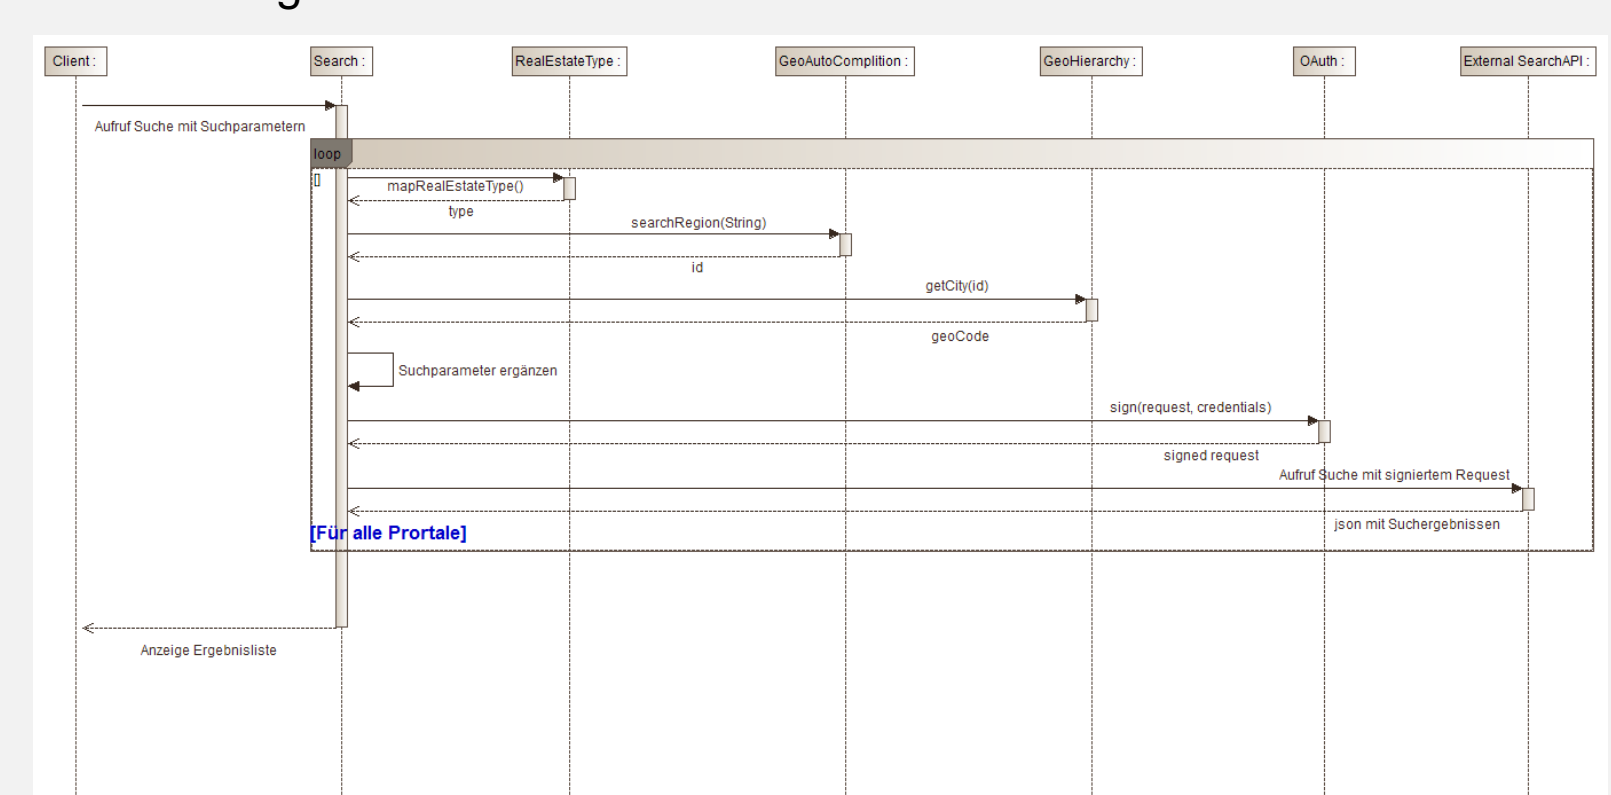 Client :
Search :
RealEstateType :
GeoAutoComplition :
GeoHierarchy :
OAuth :
External SearchAPI :
Aufruf Suche mit Suchparametern
loop
[]
mapRealEstateType()
type
searchRegion(String)
id
getCity(id)
geoCode
Suchparameter ergänzen
sign(request, credentials)
signed request
Aufruf Suche mit signiertem Request
json mit Suchergebnissen
[Für alle Prortale]
Anzeige Ergebnisliste